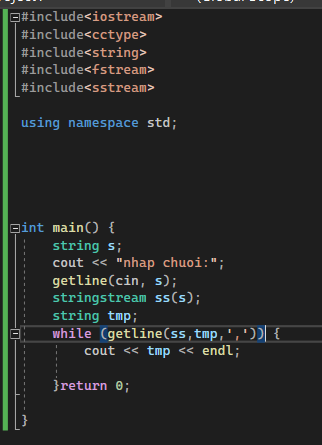 #include<iostream>
#include<cctype>
#include<string>
#include<fstream>
#include<sstream>
using namespace std;
int main() {
string s;
cout << "nhap chuoi:";
getline(cin, s);
stringstream ss(s);
string tmp;
while (getline(ss,tmp,',')) {
cout << tmp << endl;
}return 0;
}